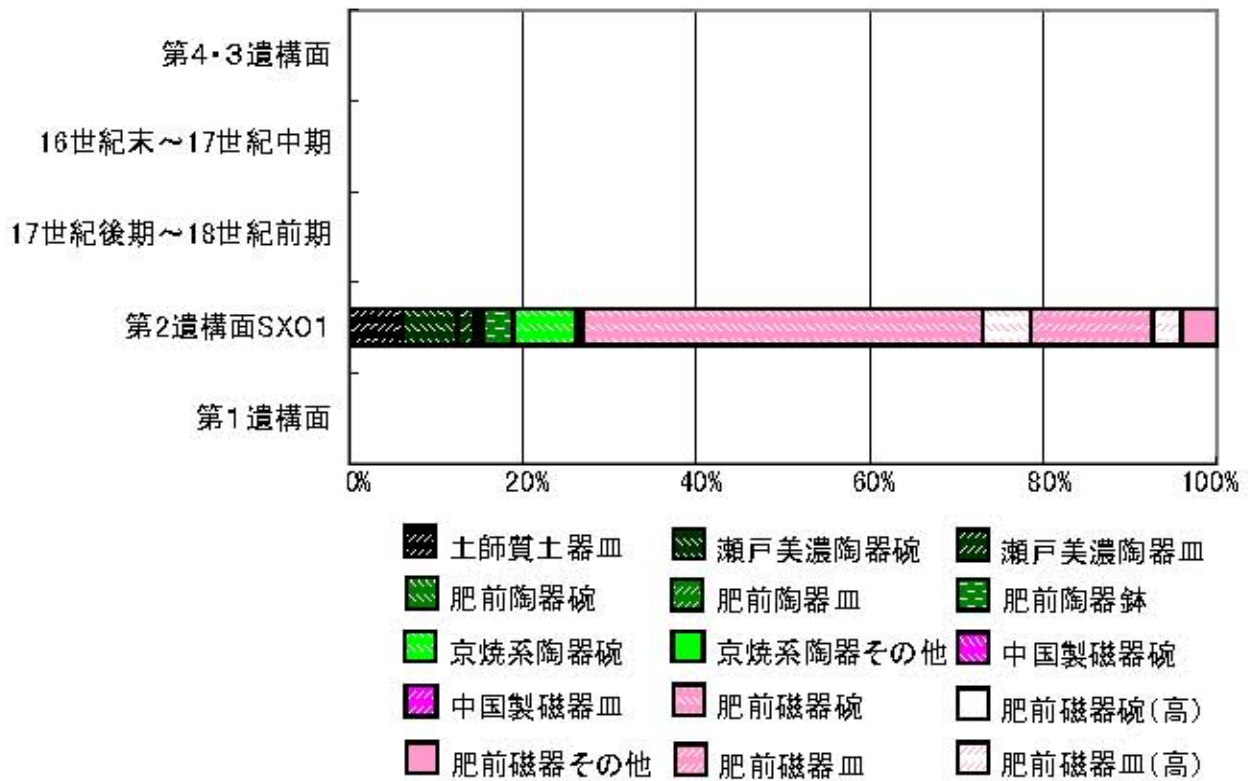 第4・3遺構面
16世紀末～17世紀中期
17世紀後期～18世紀前期
第2遺構面SX01
第1遺構面
0% 20% 40% 60% 80% 100%
土師質土器皿 瀬戸美濃陶器碗 瀬戸美濃陶器皿
肥前陶器碗 肥前陶器皿 肥前陶器鉢
京焼系陶器碗 京焼系陶器その他 中国製磁器碗
中国製磁器皿 肥前磁器碗 肥前磁器碗(高)
肥前磁器その他 肥前磁器皿 肥前磁器皿(高)